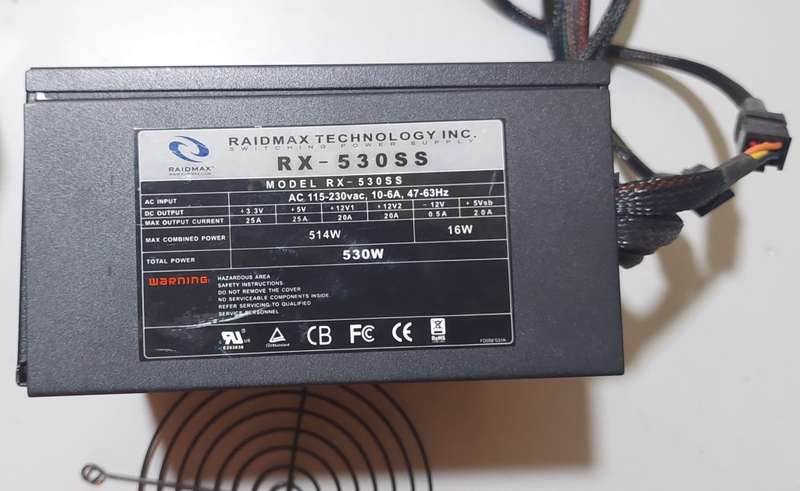 RAIDMAX TECHNOLOGY INC.
SWITCHING POWER SUPPLY
RAIDMAX™
RX-530SS
MODEL RX-530SS
AC INPUT AC 115-230vac, 10-6A, 47-63Hz
DC OUTPUT +3.3V +5V +12V1 +12V2 -12V +5Vsb
MAX OUTPUT CURRENT 25A 25A 20A 20A 0.5A 2.0A
MAX COMBINED POWER 514W 16W
TOTAL POWER 530W
WARNING: HAZARDOUS AREA
SAFETY INSTRUCTIONS
DO NOT REMOVE THE COVER
NO SERVICEABLE COMPONENTS INSIDE
REFER SERVICING TO QUALIFIED
SERVICE PERSONNEL
RU US CB FC CE RoHS